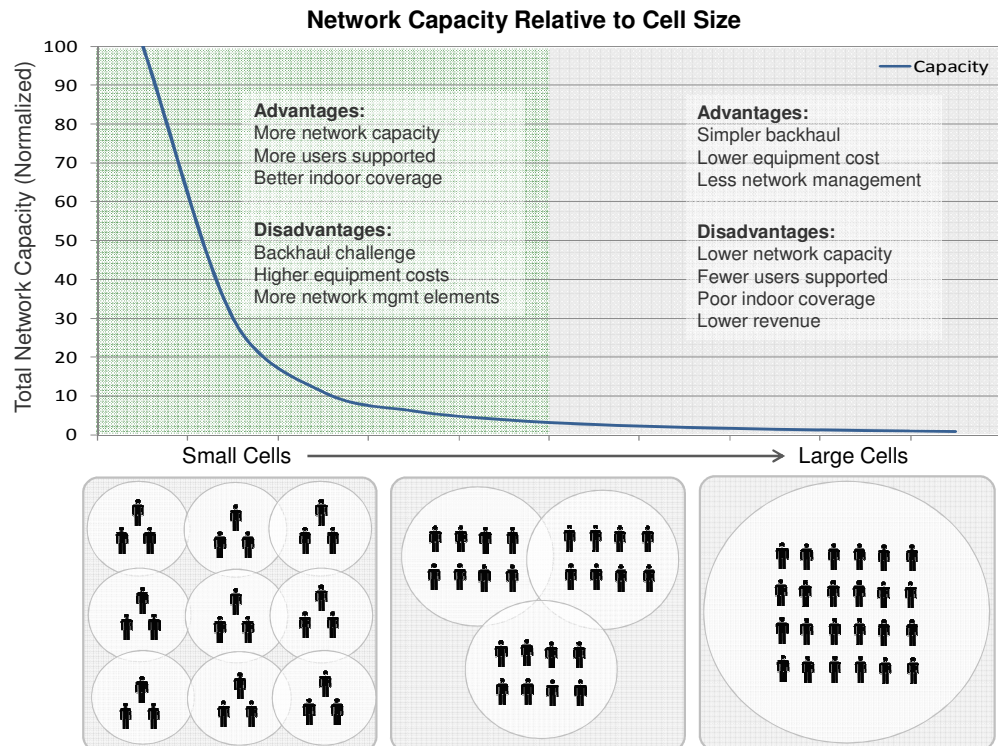 Network Capacity Relative to Cell Size
Total Network Capacity (Normalized)
100
90
80
70
60
50
40
30
20
10
0
Capacity
Advantages:
More network capacity
More users supported
Better indoor coverage
Disadvantages:
Backhaul challenge
Higher equipment costs
More network mgmt elements
Advantages:
Simpler backhaul
Lower equipment cost
Less network management
Disadvantages:
Lower network capacity
Fewer users supported
Poor indoor coverage
Lower revenue
Small Cells
Large Cells